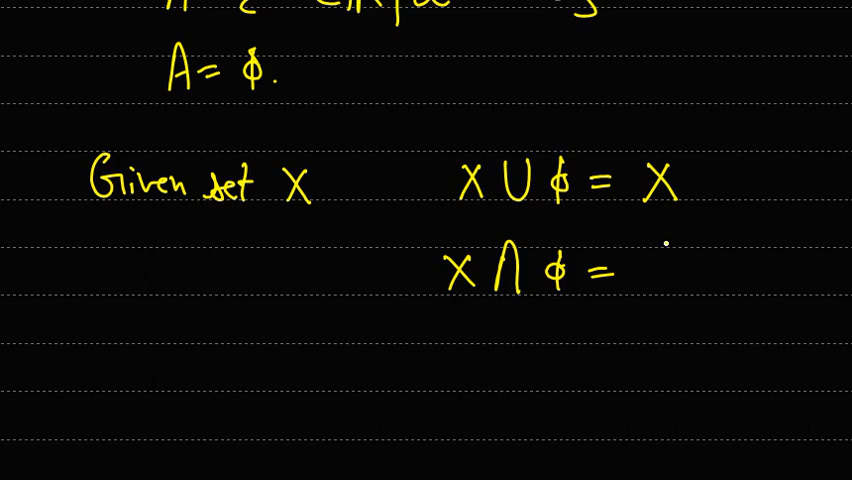 A = ϕ.
Given set X X ∪ ϕ = X
X ∩ ϕ =